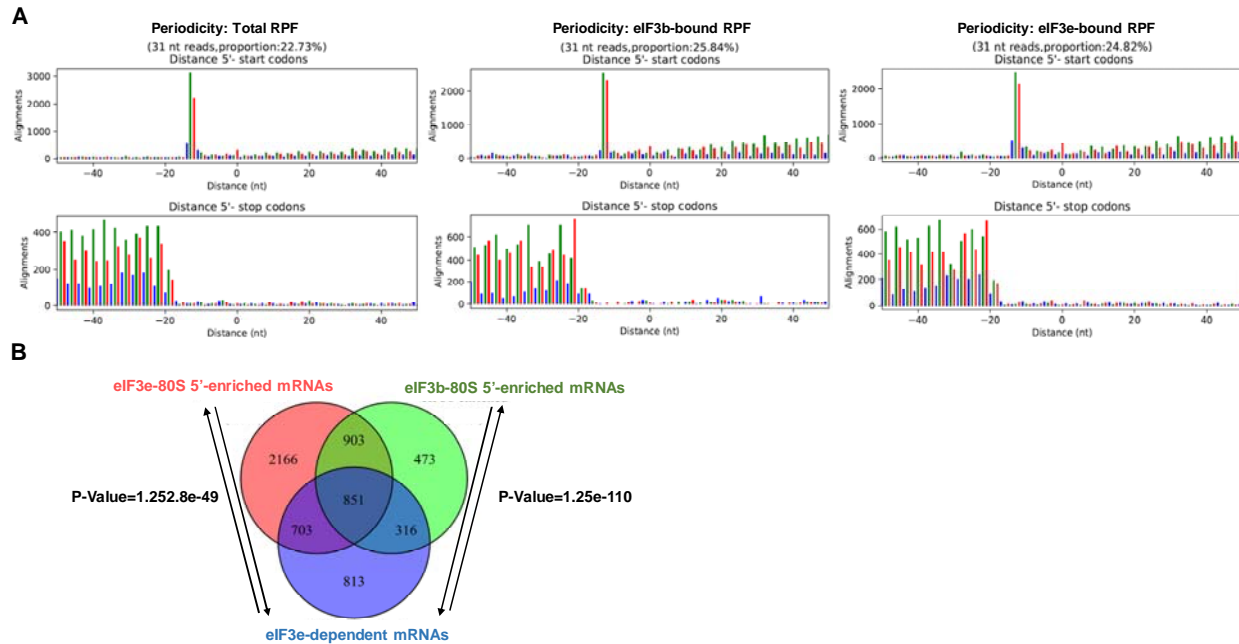 A
Periodicity: Total RPF
(31 nt reads,proportion:22.73%)
Distance 5'- start codons
Alignments
3000
2000
1000
0
−40 −20 0 20 40
Distance (nt)
Distance 5'- stop codons
Alignments
400
200
0
−40 −20 0 20 40
Distance (nt)
Periodicity: eIF3b-bound RPF
(31 nt reads,proportion:25.84%)
Distance 5'- start codons
Alignments
2000
1000
0
−40 −20 0 20 40
Distance (nt)
Distance 5'- stop codons
Alignments
600
400
200
0
−40 −20 0 20 40
Distance (nt)
Periodicity: eIF3e-bound RPF
(31 nt reads,proportion:24.82%)
Distance 5'- start codons
Alignments
2000
1000
0
−40 −20 0 20 40
Distance (nt)
Distance 5'- stop codons
Alignments
600
400
200
0
−40 −20 0 20 40
Distance (nt)
B
eIF3e-80S 5’-enriched mRNAs
eIF3b-80S 5’-enriched mRNAs
903
2166
473
P-Value=1.252.8e-49
851
P-Value=1.25e-110
703
316
813
eIF3e-dependent mRNAs